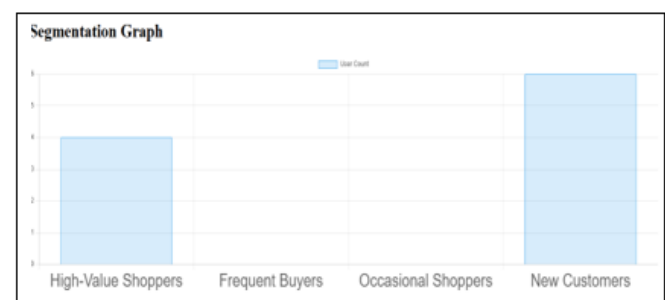 Segmentation Graph
User Count
6
5
4
3
2
1
0
High-Value Shoppers Frequent Buyers Occasional Shoppers New Customers